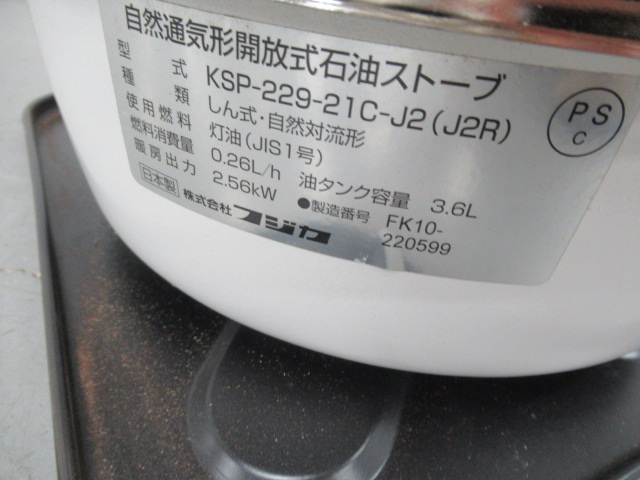 自然通気形開放式石油ストーブ
型式 KSP-229-21C-J2(J2R)
種類 しん式・自然対流形
使用燃料 灯油(JIS1号)
燃料消費量 0.26L/h 油タンク容量 3.6L
暖房出力 2.56kW ●製造番号 FK10-220599
日本製 株式会社フジカ
PS
C